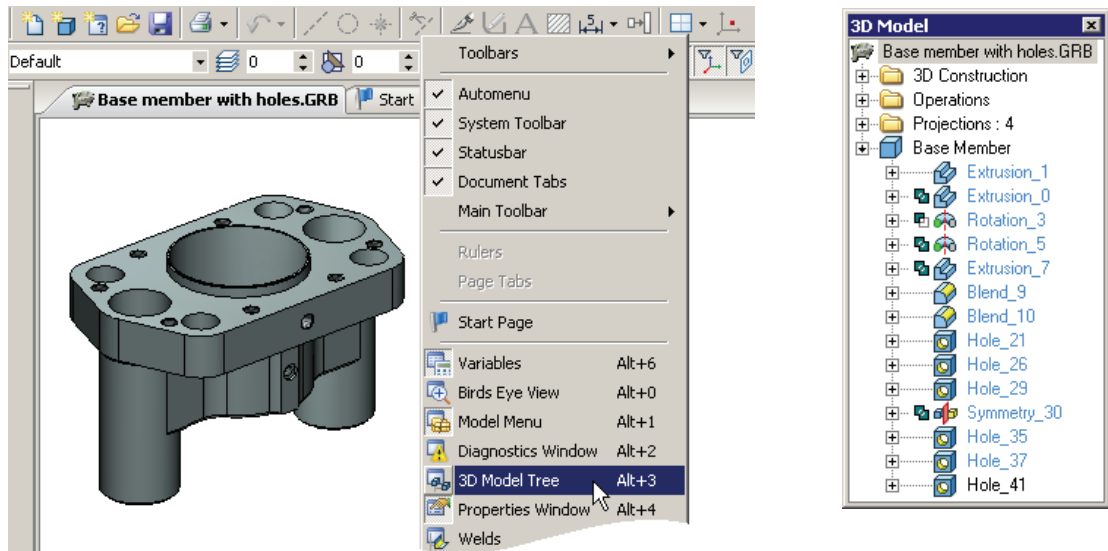 A
5
Default
0
0
Base member with holes.GRB
Start
Toolbars
Automenu
System Toolbar
Statusbar
Document Tabs
Main Toolbar
Rulers
Page Tabs
Start Page
Variables Alt+6
Birds Eye View Alt+0
Model Menu Alt+1
Diagnostics Window Alt+2
3D Model Tree Alt+3
Properties Window Alt+4
Welds
3D Model
Base member with holes.GRB
3D Construction
Operations
Projections : 4
Base Member
Extrusion_1
Extrusion_0
Rotation_3
Rotation_5
Extrusion_7
Blend_9
Blend_10
Hole_21
Hole_26
Hole_29
Symmetry_30
Hole_35
Hole_37
Hole_41